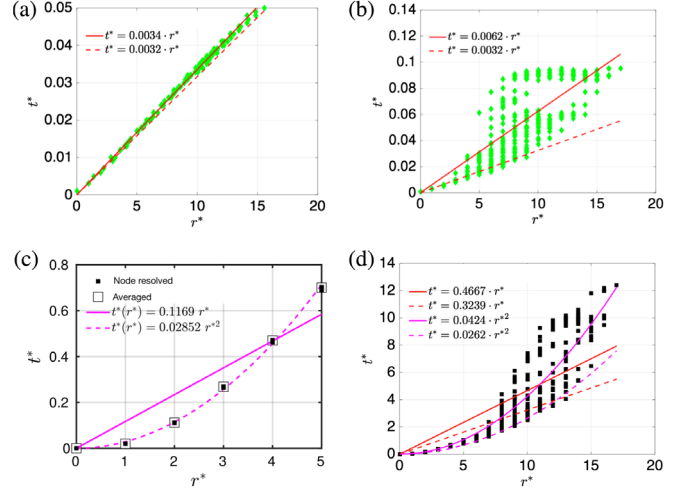 (a)
0.05
0.04
0.03
0.02
0.01
0
t* = 0.0034 · r*
t* = 0.0032 · r*
t*
0 5 10 15 20
r*
(b)
0.14
0.12
0.1
0.08
0.06
0.04
0.02
0
t* = 0.0062 · r*
t* = 0.0032 · r*
t*
0 5 10 15 20
r*
(c)
0.8
0.6
0.4
0.2
0
Node resolved
Averaged
t*(r*) = 0.1169 r*
t*(r*) = 0.02852 r*²
t*
0 1 2 3 4 5
r*
(d)
14
12
10
8
6
4
2
0
t* = 0.4667 · r*
t* = 0.3239 · r*
t* = 0.0424 · r*²
t* = 0.0262 · r*²
t*
0 5 10 15 20
r*